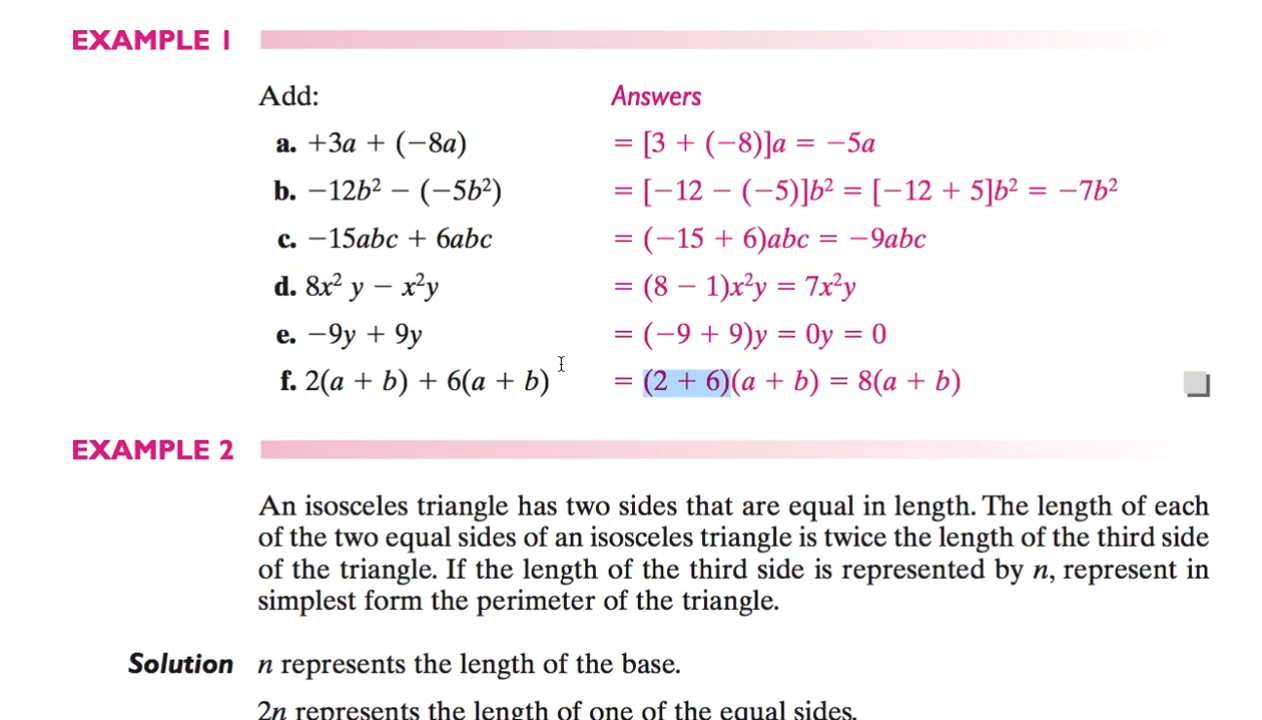 EXAMPLE 1
Add: Answers
a. +3a + (−8a) = [3 + (−8)]a = −5a
b. −12b² − (−5b²) = [−12 − (−5)]b² = [−12 + 5]b² = −7b²
c. −15abc + 6abc = (−15 + 6)abc = −9abc
d. 8x² y − x²y = (8 − 1)x²y = 7x²y
e. −9y + 9y = (−9 + 9)y = 0y = 0
f. 2(a + b) + 6(a + b) = (2 + 6)(a + b) = 8(a + b)
EXAMPLE 2
An isosceles triangle has two sides that are equal in length. The length of each
of the two equal sides of an isosceles triangle is twice the length of the third side
of the triangle. If the length of the third side is represented by n, represent in
simplest form the perimeter of the triangle.
Solution n represents the length of the base.
2n represents the length of one of the equal sides.